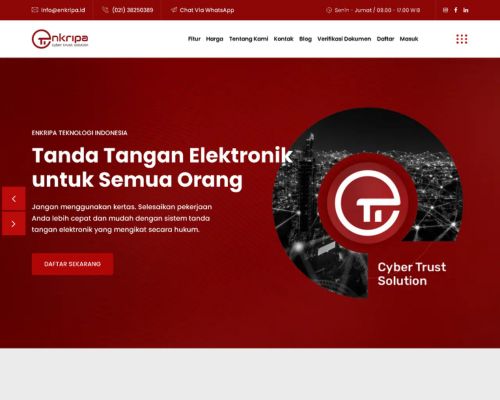 info@enkripa.id
(021) 38250389
Chat Via WhatsApp
Senin - Jumat / 09.00 - 17.00 WIB
enkripa
Cyber Trust Solution
Fitur Harga Tentang Kami Kontak Blog Verifikasi Dokumen Daftar Masuk
ENKRIPA TEKNOLOGI INDONESIA
Tanda Tangan Elektronik
untuk Semua Orang
Jangan menggunakan kertas. Selesaikan pekerjaan
Anda lebih cepat dan mudah dengan sistem tanda
tangan elektronik yang mengikat secara hukum.
DAFTAR SEKARANG
Cyber Trust
Solution